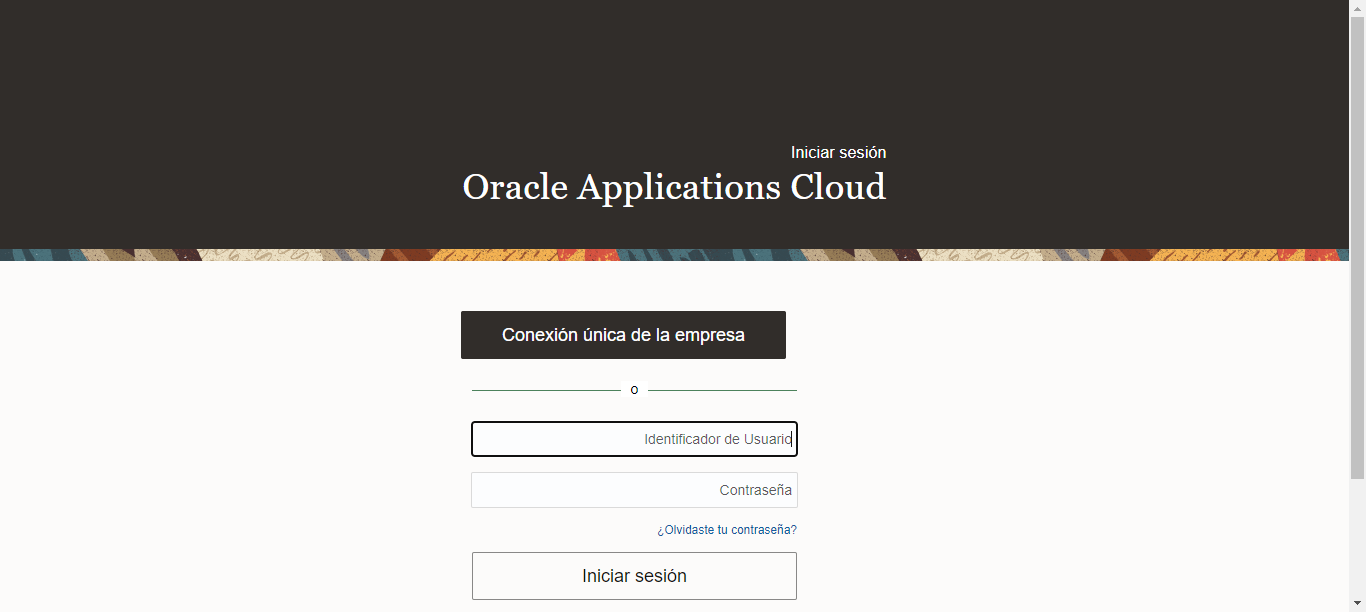 Iniciar sesión
Oracle Applications Cloud
Conexión única de la empresa
o
Identificador de Usuario
Contraseña
¿Olvidaste tu contraseña?
Iniciar sesión